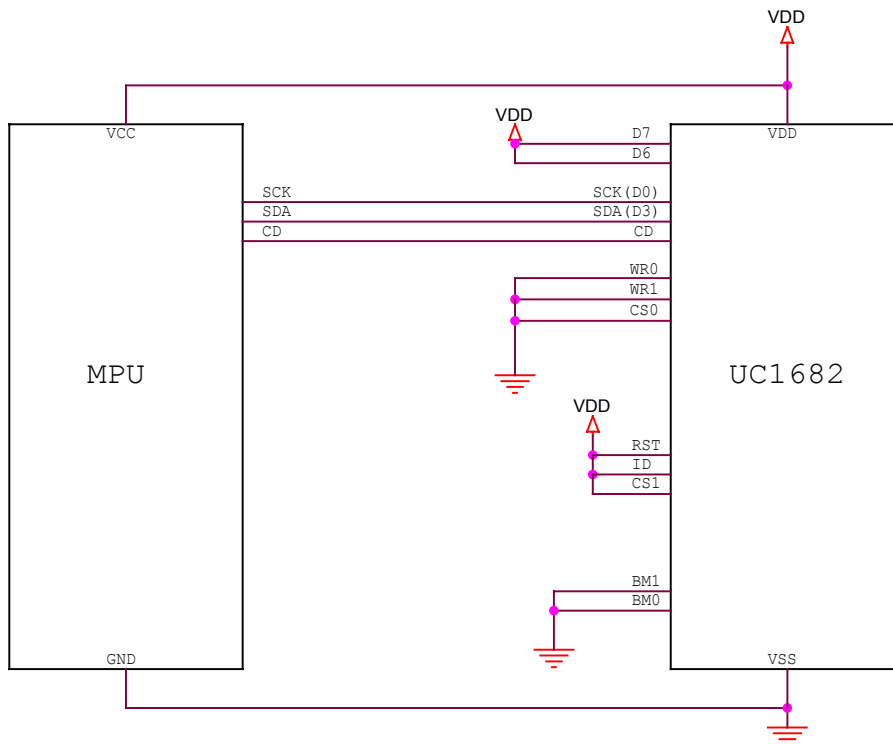 VDD
VCC
VDD
D7
VDD
D6
SCK
SCK(D0)
SDA
SDA(D3)
CD
CD
WR0
WR1
CS0
MPU
UC1682
VDD
RST
ID
CS1
BM1
BM0
GND
VSS